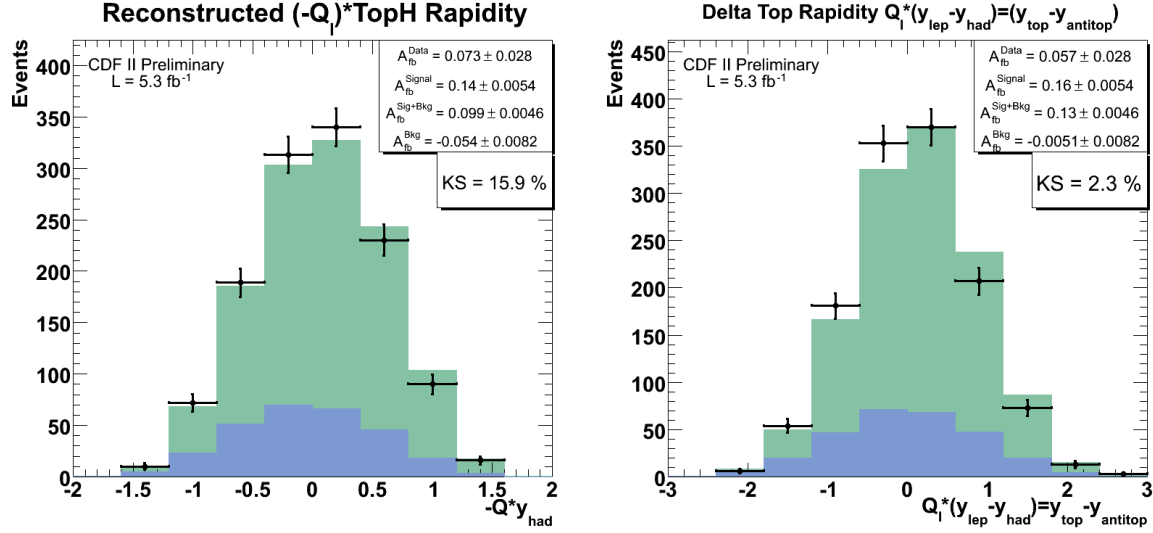 Reconstructed (-Q_l)*TopH Rapidity
Events
CDF II Preliminary
L = 5.3 fb⁻¹
A_fb^Data = 0.073 ± 0.028
A_fb^Signal = 0.14 ± 0.0054
A_fb^Sig+Bkg = 0.099 ± 0.0046
A_fb^Bkg = -0.054 ± 0.0082
KS = 15.9 %
400
350
300
250
200
150
100
50
0
-2 -1.5 -1 -0.5 0 0.5 1 1.5 2
-Q*y_had
Delta Top Rapidity Q_l*(y_lep-y_had)=(y_top-y_antitop)
Events
CDF II Preliminary
L = 5.3 fb⁻¹
A_fb^Data = 0.057 ± 0.028
A_fb^Signal = 0.16 ± 0.0054
A_fb^Sig+Bkg = 0.13 ± 0.0046
A_fb^Bkg = -0.0051 ± 0.0082
KS = 2.3 %
450
400
350
300
250
200
150
100
50
0
-3 -2 -1 0 1 2 3
Q_l*(y_lep-y_had)=y_top-y_antitop